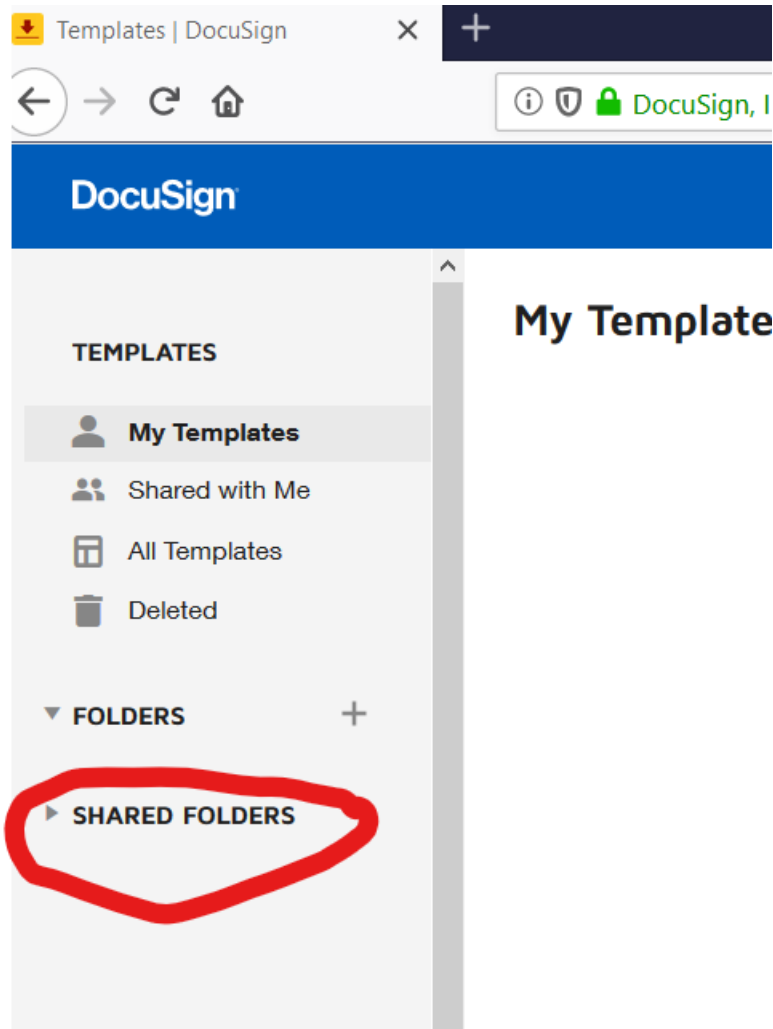 Templates | DocuSign
DocuSign, I
DocuSign
My Template
TEMPLATES
My Templates
Shared with Me
All Templates
Deleted
FOLDERS
SHARED FOLDERS